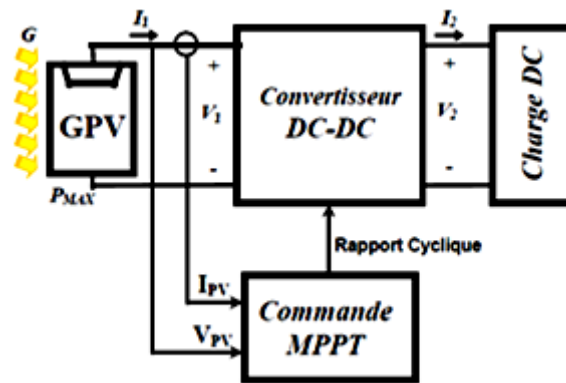 G
I1
I2
+
+
GPV
V1
Convertisseur
DC-DC
V2
Charge DC
-
-
PMAX
Rapport Cyclique
IPV
Commande
MPPT
VPV